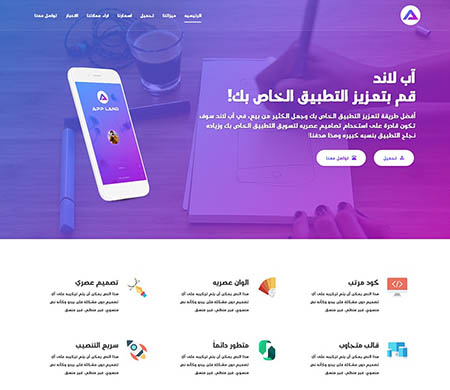 الرئيسيه
ميزاتنا
تحميل
اسعارنا
اراء عملائنا
الاخبار
تواصل معنا
APP LAND
آب لاند
قم بتعزيز التطبيق الخاص بك!
أفضل طريقة لتعزيز التطبيق الخاص بك وجعل الكثير من بيع. في آب لاند سوف
تكون قادرة على استخدام تصاميم عصريه لتسويق التطبيق الخاص بك وزياده
نجاح التطبيق بنسبه كبيره وهذا هدفنا!
تحميل
تواصل معنا
كود مرتب
هذا النص يمكن أن يتم تركيبه على أي
تصميم دون مشكلة فلن يبدو وكأنه نص
منسوخ، غير منظم، غير منسق
الوان عصريه
هذا النص يمكن أن يتم تركيبه على أي
تصميم دون مشكلة فلن يبدو وكأنه نص
منسوخ، غير منظم، غير منسق
تصميم عصري
هذا النص يمكن أن يتم تركيبه على أي
تصميم دون مشكلة فلن يبدو وكأنه نص
منسوخ، غير منظم، غير منسق
قالب متجاوب
هذا النص يمكن أن يتم تركيبه على أي
تصميم دون مشكلة فلن يبدو وكأنه نص
منسوخ، غير منظم، غير منسق
متطور دائماً
هذا النص يمكن أن يتم تركيبه على أي
تصميم دون مشكلة فلن يبدو وكأنه نص
منسوخ، غير منظم، غير منسق
سريع التنصيب
هذا النص يمكن أن يتم تركيبه على أي
تصميم دون مشكلة فلن يبدو وكأنه نص
منسوخ، غير منظم، غير منسق